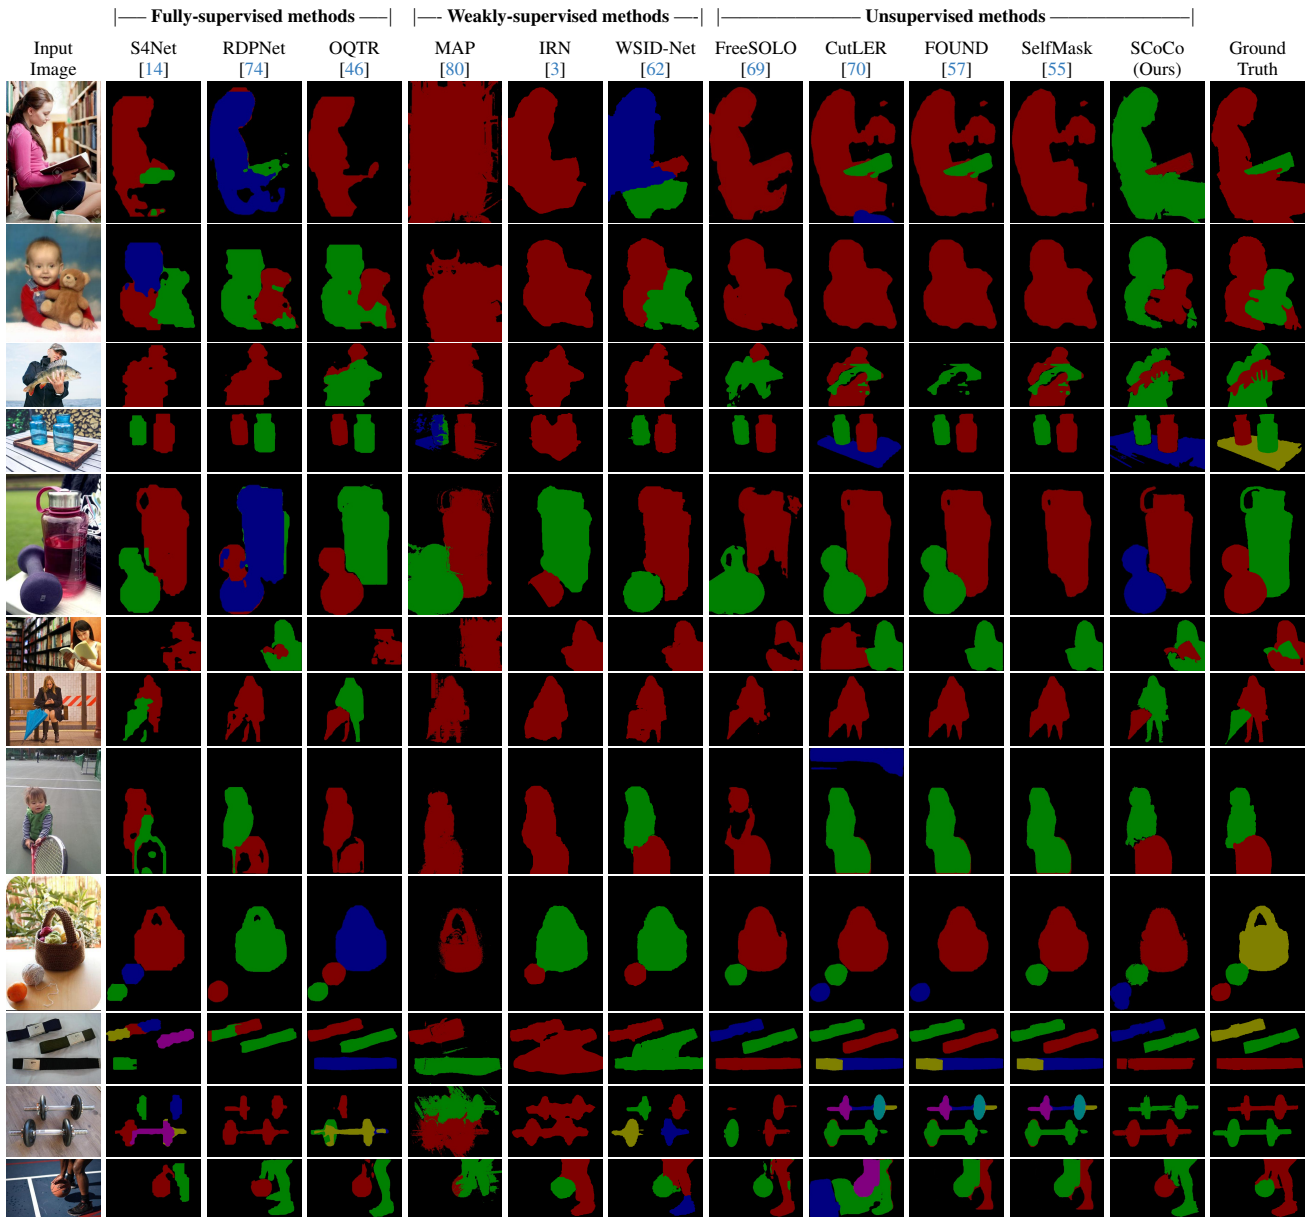 |—— Fully-supervised methods ——| |—- Weakly-supervised methods —-| |———————— Unsupervised methods ————————|
Input Image S4Net [14] RDPNet [74] OQTR [46] MAP [80] IRN [3] WSID-Net [62] FreeSOLO [69] CutLER [70] FOUND [57] SelfMask [55] SCoCo (Ours) Ground Truth